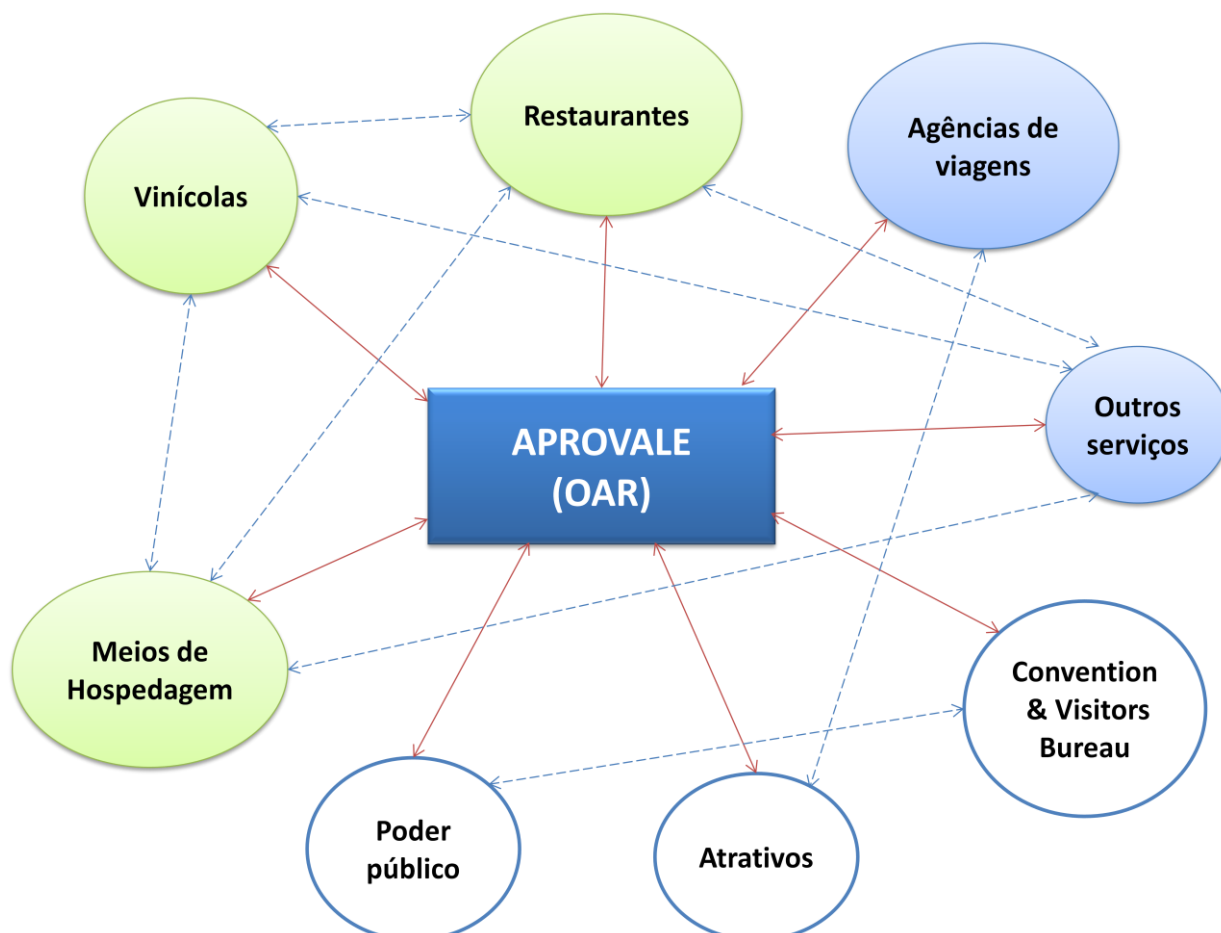 Restaurantes
Agências de
viagens
Vinícolas
APROVALE
(OAR)
Outros
serviços
Meios de
Hospedagem
Convention
& Visitors
Bureau
Poder
público
Atrativos